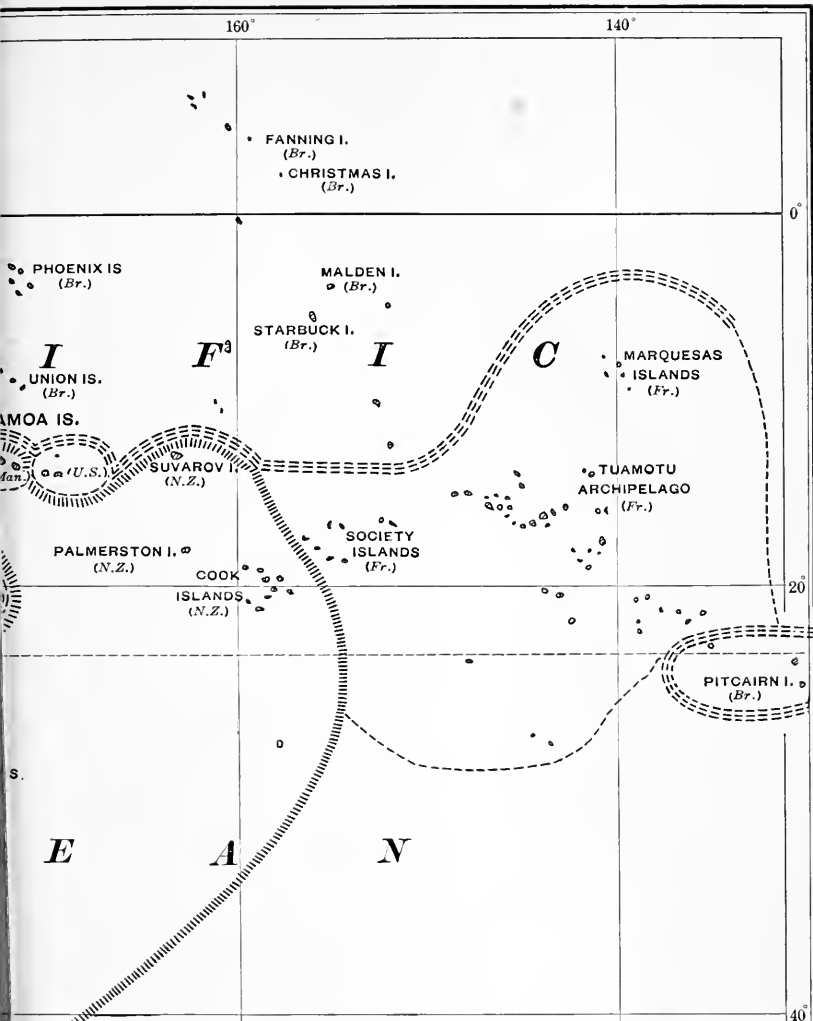 160°
140°
FANNING I.
(Br.)
CHRISTMAS I.
(Br.)
0°
PHOENIX IS
(Br.)
MALDEN I.
(Br.)
STARBUCK I.
(Br.)
I F I C
MARQUESAS
ISLANDS
(Fr.)
UNION IS.
(Br.)
AMOA IS.
Man.)
(U.S.)
SUVAROV I.
(N.Z.)
TUAMOTU
ARCHIPELAGO
(Fr.)
SOCIETY
ISLANDS
(Fr.)
PALMERSTON I.
(N.Z.)
COOK
ISLANDS
(N.Z.)
20°
PITCAIRN I.
(Br.)
S.
E A N
40°